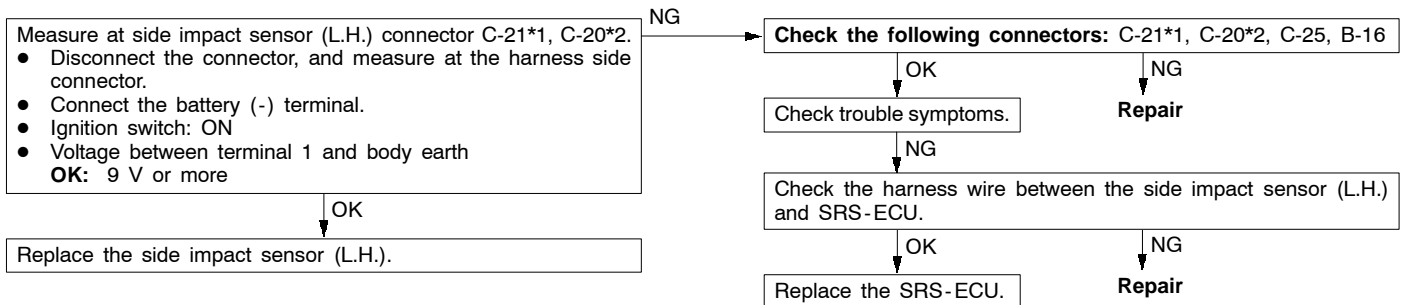 Measure at side impact sensor (L.H.) connector C-21*1, C-20*2.
● Disconnect the connector, and measure at the harness side
connector.
● Connect the battery (-) terminal.
● Ignition switch: ON
● Voltage between terminal 1 and body earth
OK: 9 V or more
OK
Replace the side impact sensor (L.H.).
NG
Check the following connectors: C-21*1, C-20*2, C-25, B-16
OK
NG
Check trouble symptoms.
Repair
NG
Check the harness wire between the side impact sensor (L.H.)
and SRS-ECU.
OK
NG
Replace the SRS-ECU.
Repair